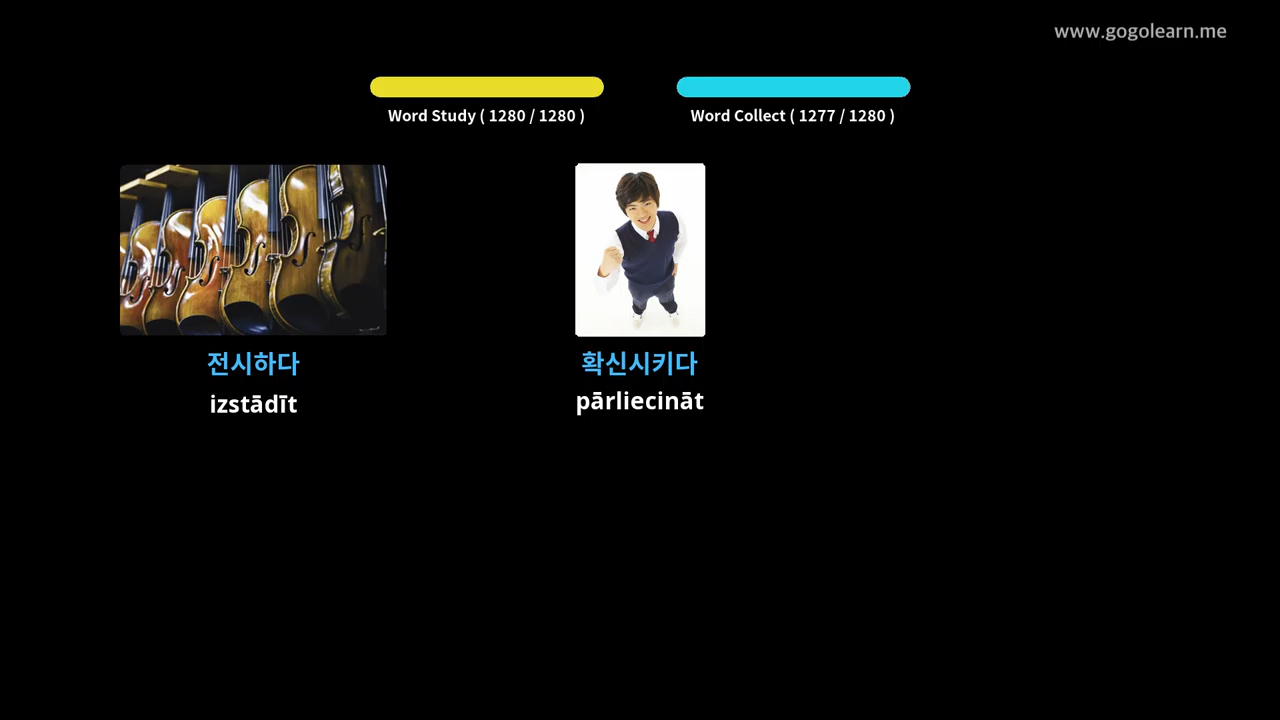 www.gogolearn.me
Word Study ( 1280 / 1280 )
Word Collect ( 1277 / 1280 )
전시하다
izstādīt
확신시키다
pārliecināt